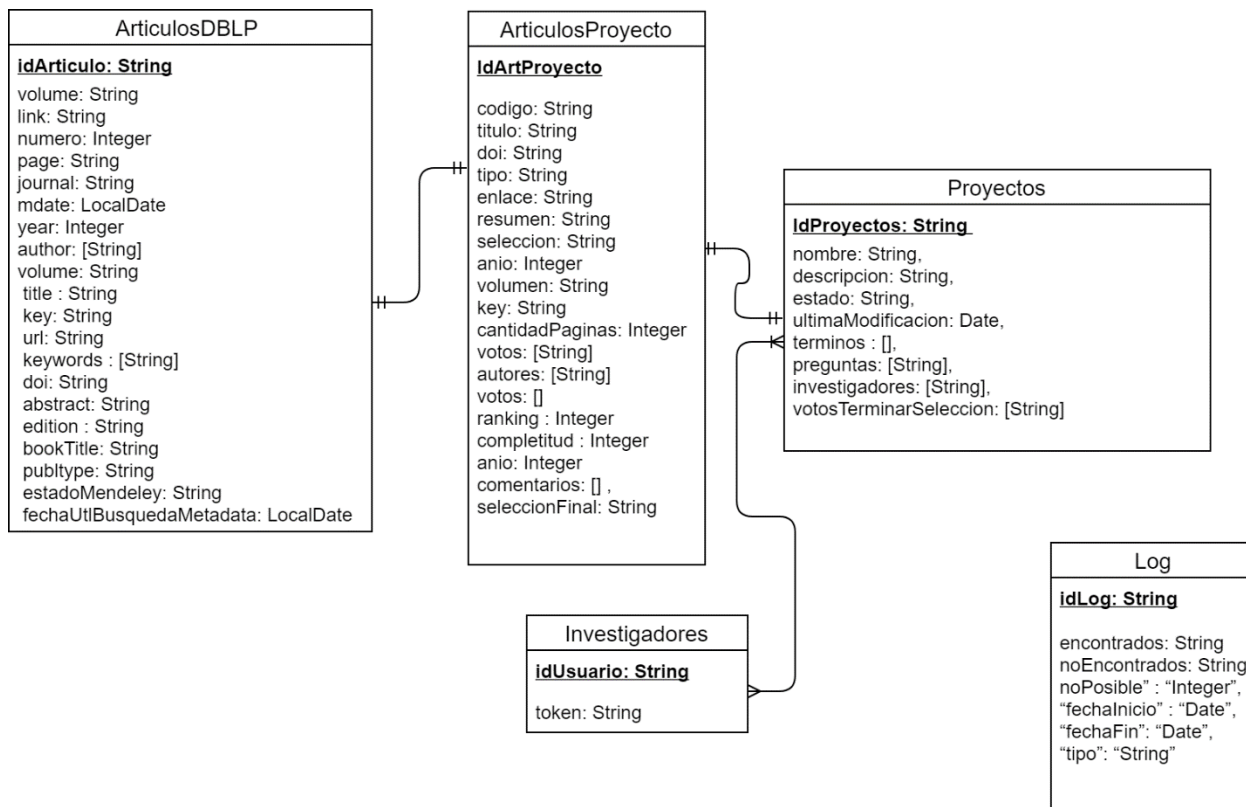 ArticulosDBLP
idArticulo: String
volume: String
link: String
numero: Integer
page: String
journal: String
mdate: LocalDate
year: Integer
author: [String]
volume: String
title : String
key: String
url: String
keywords : [String]
doi: String
abstract: String
edition : String
bookTitle: String
publtype: String
estadoMendeley: String
fechaUtlBusquedaMetadata: LocalDate
ArticulosProyecto
IdArtProyecto
codigo: String
titulo: String
doi: String
tipo: String
enlace: String
resumen: String
seleccion: String
anio: Integer
volumen: String
key: String
cantidadPaginas: Integer
votos: [String]
autores: [String]
votos: []
ranking : Integer
completitud : Integer
anio: Integer
comentarios: [] ,
seleccionFinal: String
Proyectos
IdProyectos: String
nombre: String,
descripcion: String,
estado: String,
ultimaModificacion: Date,
terminos : [],
preguntas: [String],
investigadores: [String],
votosTerminarSeleccion: [String]
Investigadores
idUsuario: String
token: String
Log
idLog: String
encontrados: String
noEncontrados: String
noPosible” : “Integer”,
“fechaInicio” : “Date”,
“fechaFin”: “Date”,
“tipo”: “String”